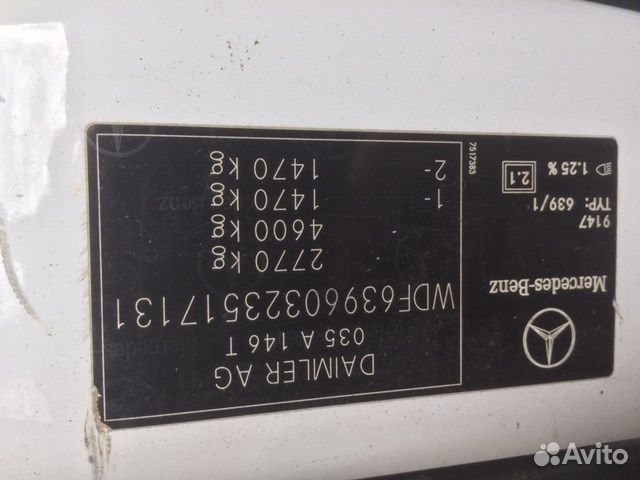 DAIMLER AG
035 A 146 T
WDF63960323517131
2770 kg
4600 kg
1- 1470 kg
2- 1470 kg
Mercedes-Benz
9147
TYP: 639/1
2.1
1.25 %
7517383
Avito